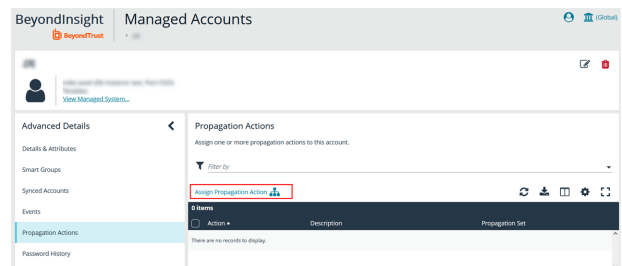 BeyondInsight
BeyondTrust
Managed Accounts
(Global)
View Managed System...
Advanced Details
Details & Attributes
Smart Groups
Synced Accounts
Events
Propagation Actions
Password History
Propagation Actions
Assign one or more propagation actions to this account.
Filter by
Assign Propagation Action
0 items
Action Description Propagation Set
There are no records to display.